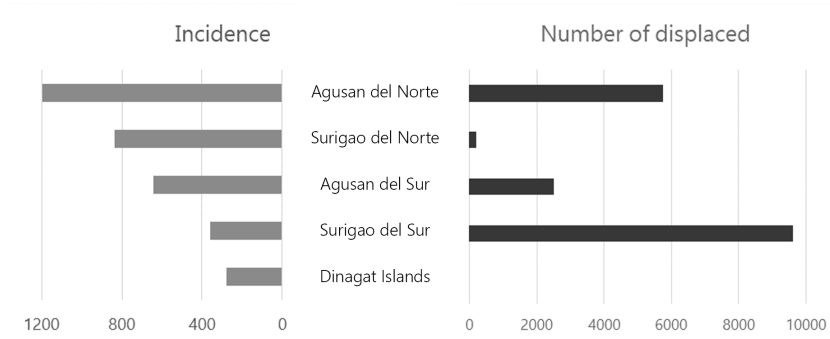 Incidence
Number of displaced
Agusan del Norte
Surigao del Norte
Agusan del Sur
Surigao del Sur
Dinagat Islands
1200 800 400 0
0 2000 4000 6000 8000 10000